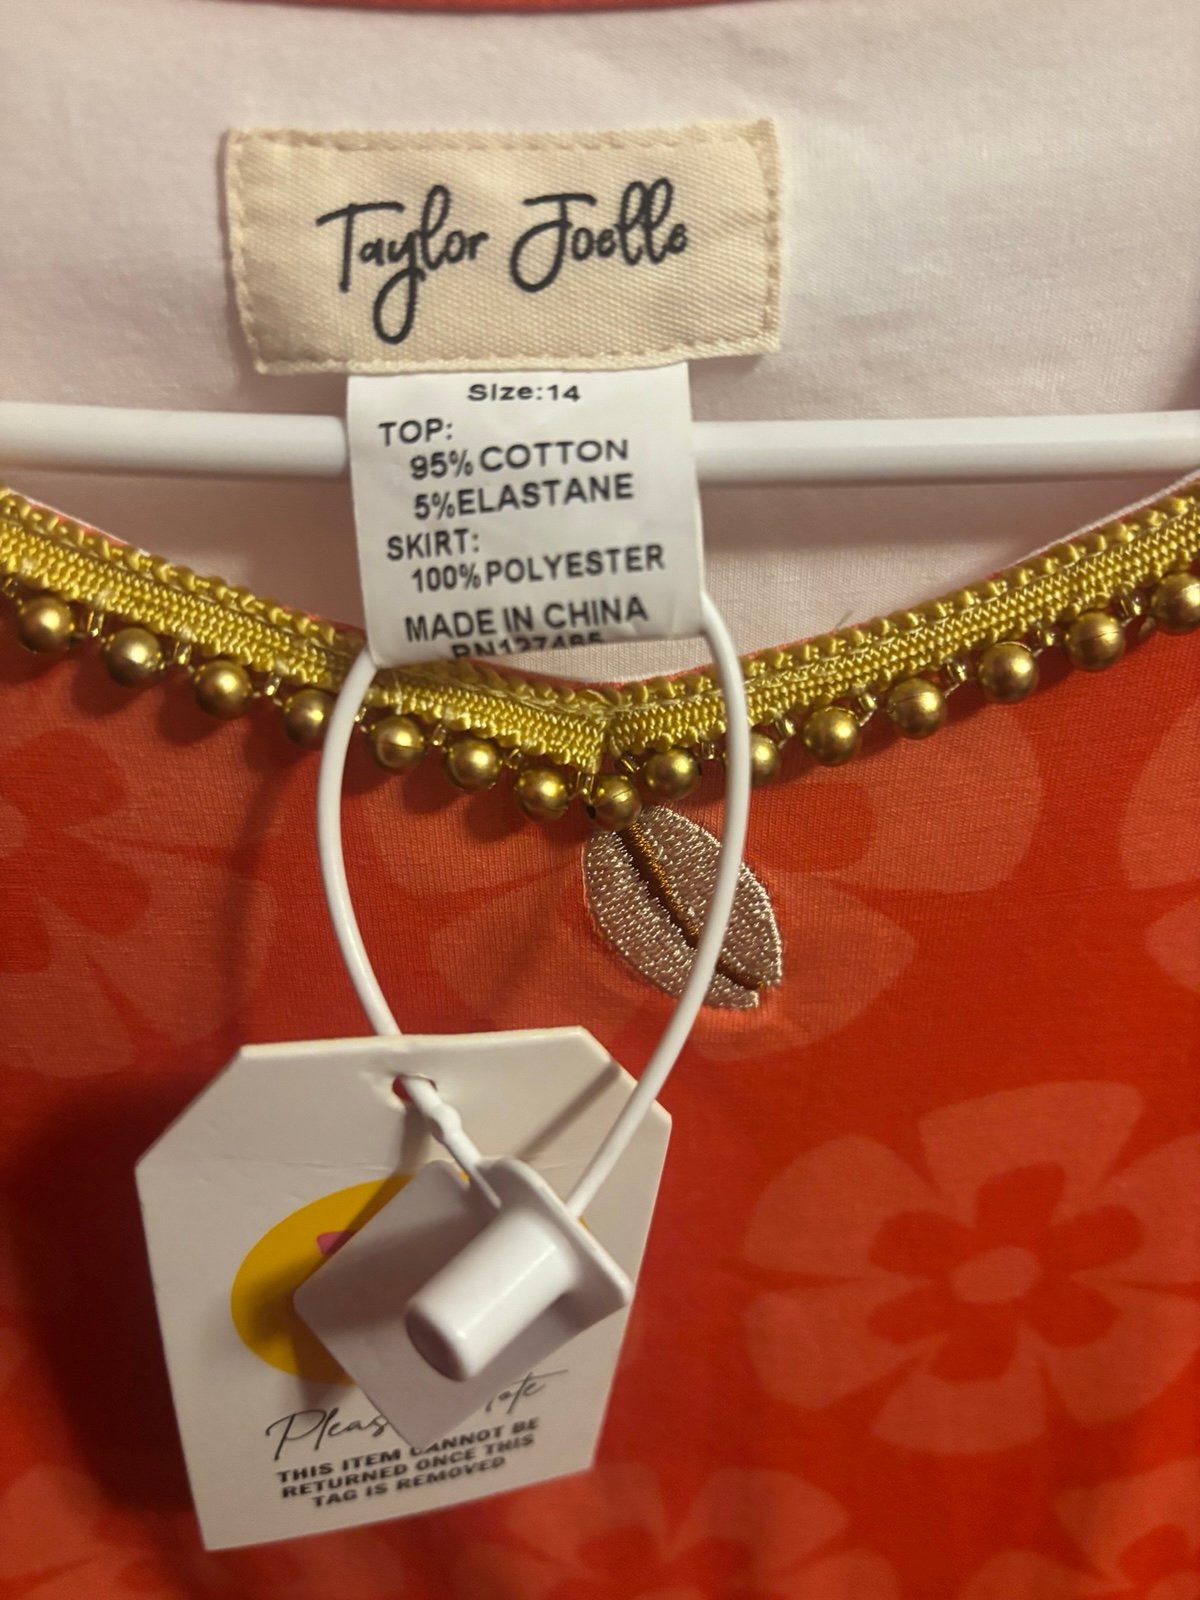 Taylor Joelle
Size:14
TOP:
95% COTTON
5%ELASTANE
SKIRT:
100%POLYESTER
MADE IN CHINA
RN127485
THIS ITEM CANNOT BE
RETURNED ONCE THIS
TAG IS REMOVED